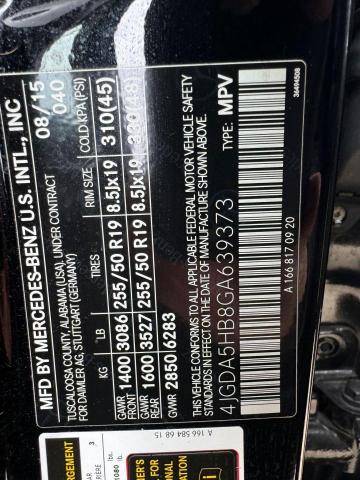 MFD BY MERCEDES-BENZ U.S. INTL., INC
TUSCALOOSA COUNTY, ALABAMA (USA), UNDER CONTRACT
FOR DAIMLER AG, STUTTGART (GERMANY)
08/15
040
KG LB TIRES RIM SIZE COLD KPA (PSI)
GAWR FRONT 1400 3086 255/50 R19 8.5Jx19 310(45)
GAWR REAR 1600 3527 255/50 R19 8.5Jx19
GVWR 2850 6283
THIS VEHICLE CONFORMS TO ALL APPLICABLE FEDERAL MOTOR VEHICLE SAFETY
STANDARDS IN EFFECT ON THE DATE OF MANUFACTURE SHOWN ABOVE.
4JGDA5HB8GA639373 TYPE: MPV
A 166 817 09 20
A 166 584 68 15
3
1080 lb.